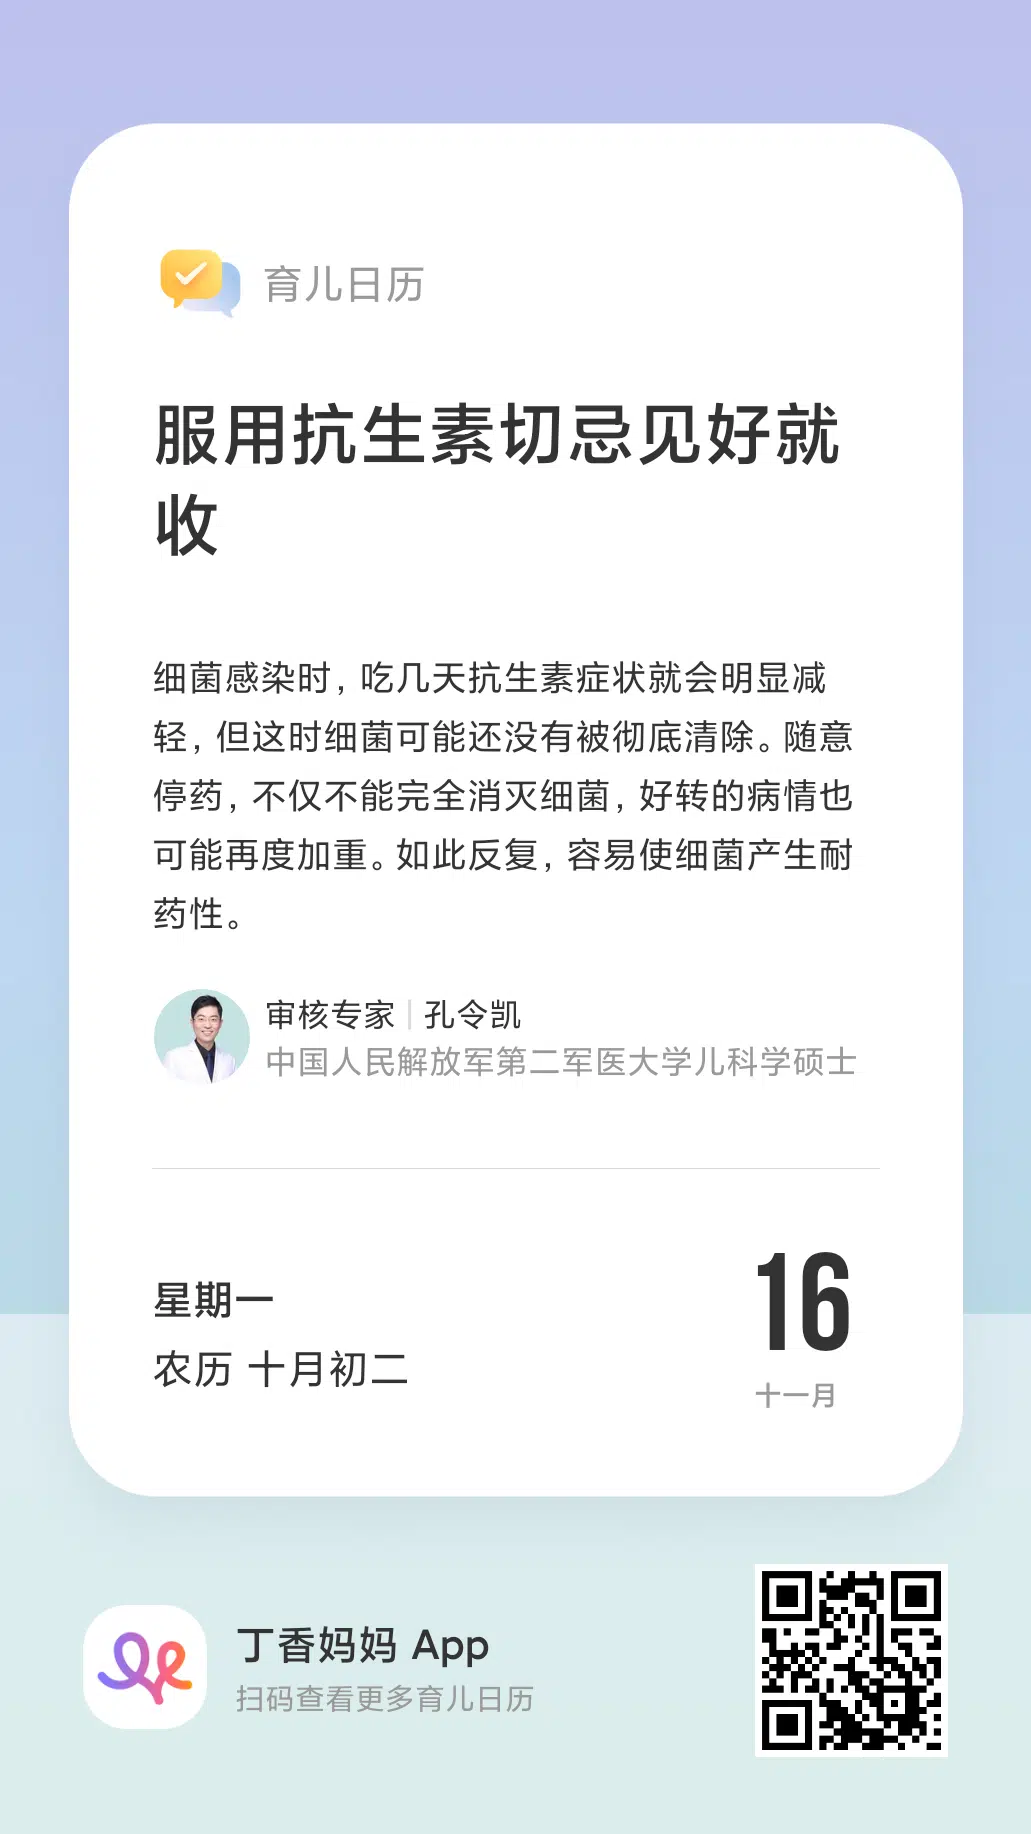 育儿日历
服用抗生素切忌见好就
收
细菌感染时，吃几天抗生素症状就会明显减
轻，但这时细菌可能还没有被彻底清除。随意
停药，不仅不能完全消灭细菌，好转的病情也
可能再度加重。如此反复，容易使细菌产生耐
药性。
审核专家 | 孔令凯
中国人民解放军第二军医大学儿科学硕士
星期一
农历 十月初二
16
十一月
丁香妈妈 App
扫码查看更多育儿日历